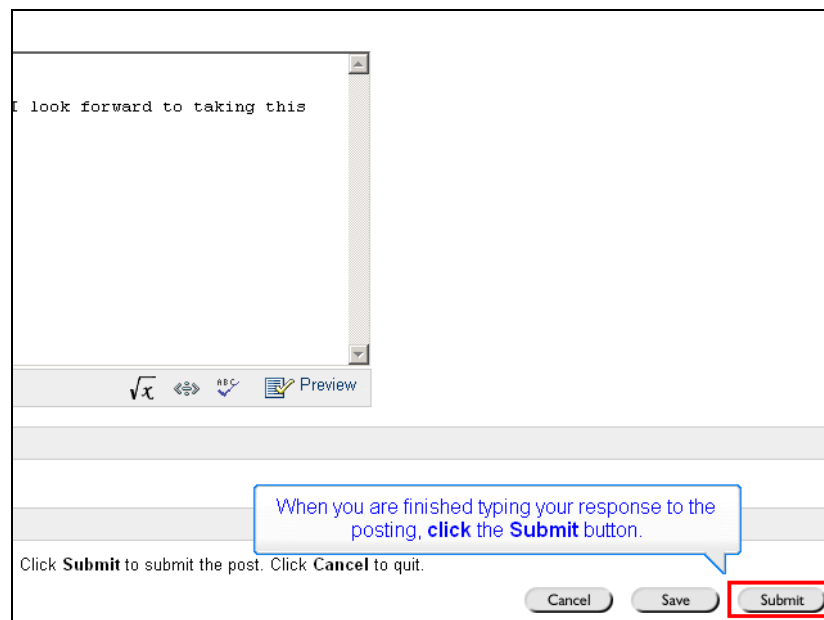 I look forward to taking this
√x ABC Preview
When you are finished typing your response to the
posting, click the Submit button.
Click Submit to submit the post. Click Cancel to quit.
Cancel Save Submit